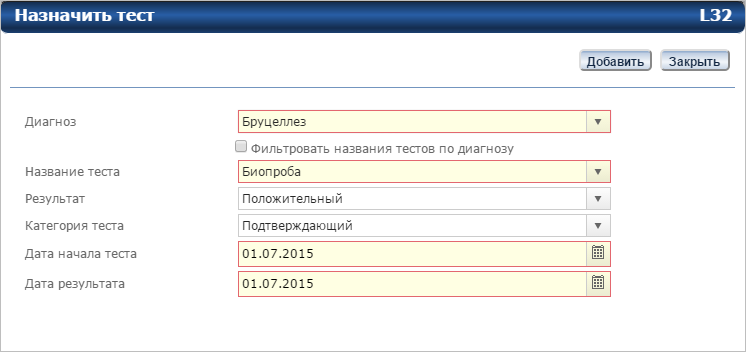 Назначить тест L32
Добавить Закрыть
Диагноз Бруцеллез
Фильтровать названия тестов по диагнозу
Название теста Биопроба
Результат Положительный
Категория теста Подтверждающий
Дата начала теста 01.07.2015
Дата результата 01.07.2015